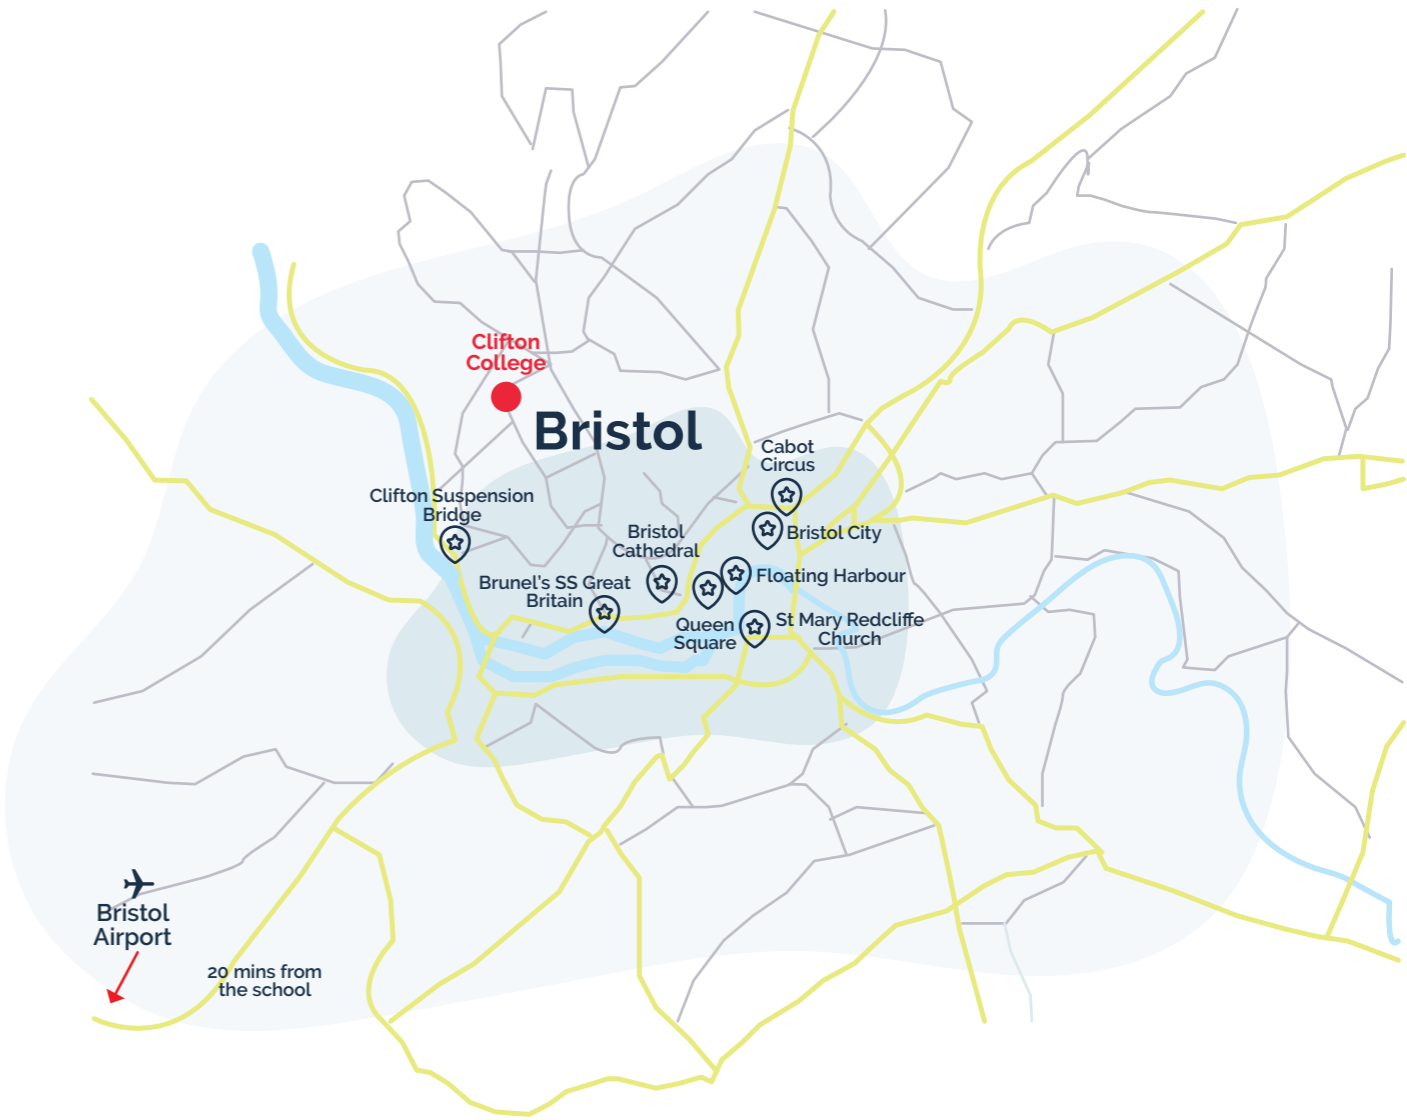 Clifton
College
Bristol
Cabot
Circus
Clifton Suspension
Bridge
Bristol
Cathedral
Bristol City
Brunel's SS Great
Britain
Floating Harbour
Queen
Square
St Mary Redcliffe
Church
Bristol
Airport
20 mins from
the school